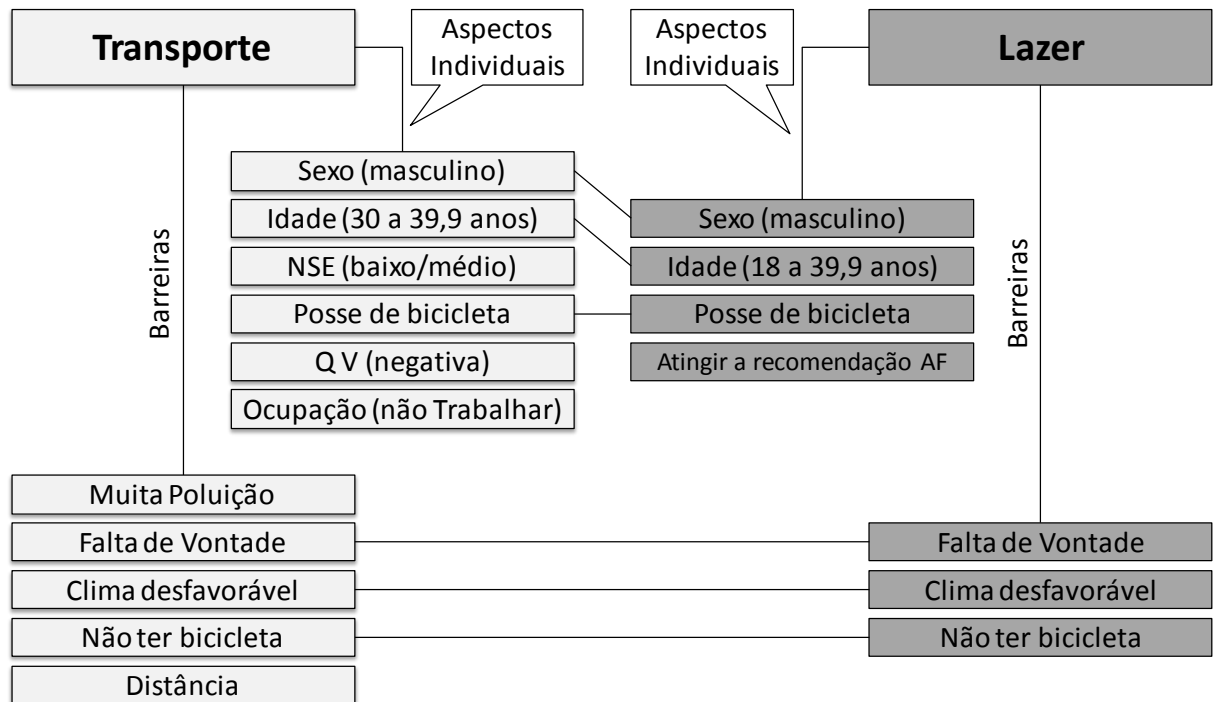 Transporte
Aspectos
Individuais
Aspectos
Individuais
Lazer
Sexo (masculino)
Idade (30 a 39,9 anos)
NSE (baixo/médio)
Posse de bicicleta
Q V (negativa)
Ocupação (não Trabalhar)
Sexo (masculino)
Idade (18 a 39,9 anos)
Posse de bicicleta
Atingir a recomendação AF
Barreiras
Barreiras
Muita Poluição
Falta de Vontade
Clima desfavorável
Não ter bicicleta
Distância
Falta de Vontade
Clima desfavorável
Não ter bicicleta